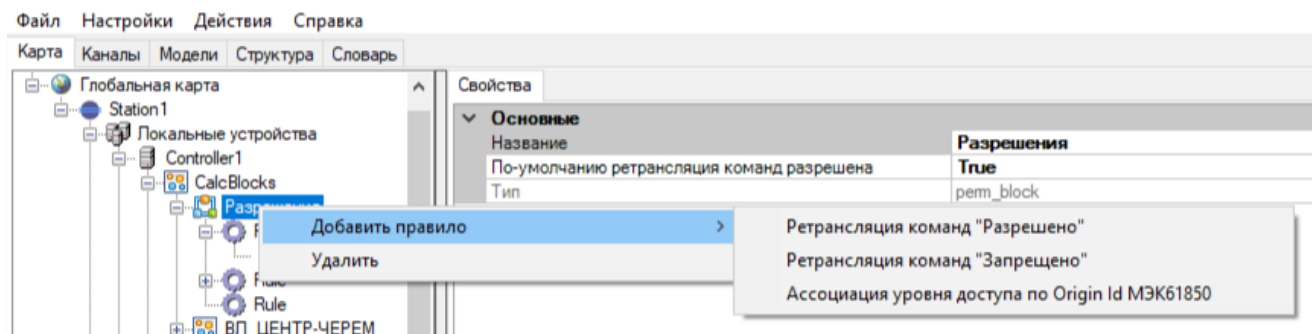 Файл Настройки Действия Справка
Карта Каналы Модели Структура Словарь
Глобальная карта
Station1
Локальные устройства
Controller1
CalcBlocks
Rule
ВП_ЦЕНТР-ЧЕРЕМ
Свойства
Основные
Название Разрешения
По-умолчанию ретрансляция команд разрешена True
Тип perm_block
Добавить правило
Удалить
Ретрансляция команд "Разрешено"
Ретрансляция команд "Запрещено"
Ассоциация уровня доступа по Origin Id МЭК61850